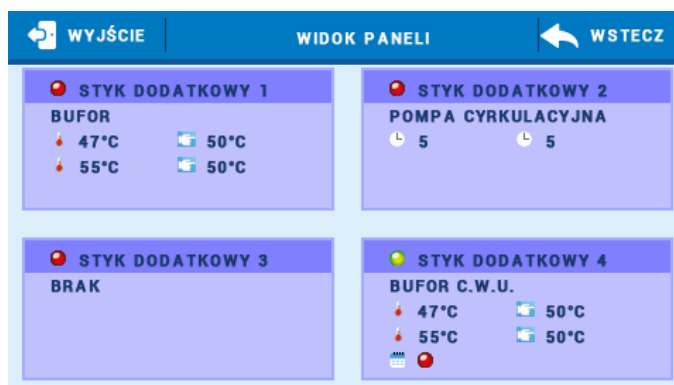 WYJŚCIE WIDOK PANELI WSTECZ
STYK DODATKOWY 1
BUFOR
47°C 50°C
55°C 50°C
STYK DODATKOWY 2
POMPA CYRKULACYJNA
5 5
STYK DODATKOWY 3
BRAK
STYK DODATKOWY 4
BUFOR C.W.U.
47°C 50°C
55°C 50°C